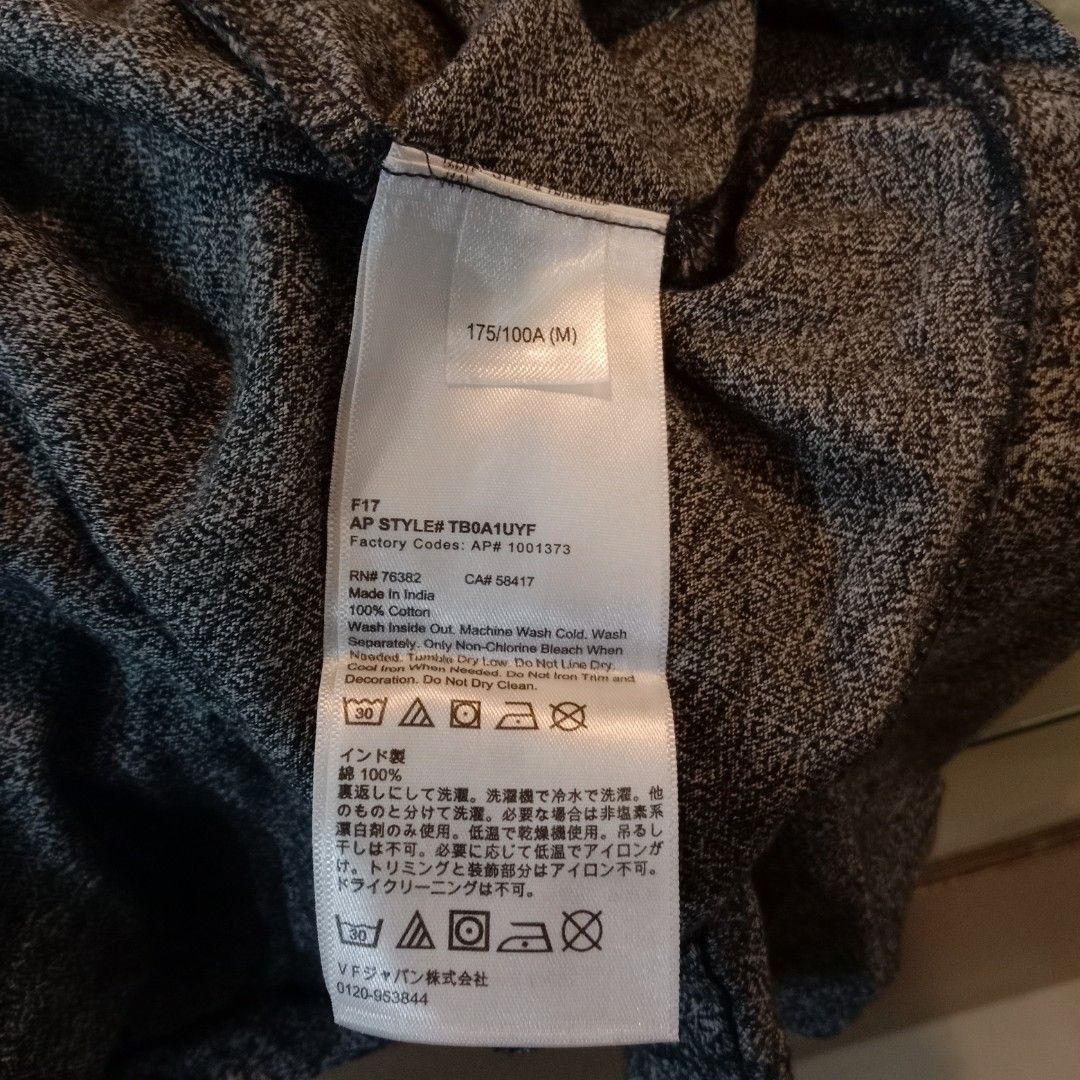 175/100A (M)
F17
AP STYLE# TB0A1UYF
Factory Codes: AP# 1001373
RN# 76382 CA# 58417
Made In India
100% Cotton
Wash Inside Out. Machine Wash Cold. Wash
Separately. Only Non-Chlorine Bleach When
Needed. Tumble Dry Low. Do Not Line Dry.
Cool Iron When Needed. Do Not Iron Trim and
Decoration. Do Not Dry Clean.
30
インド製
綿 100%
裏返しにして洗濯。洗濯機で冷水で洗濯。他
のものと分けて洗濯。必要な場合は非塩素系
漂白剤のみ使用。低温で乾燥機使用。吊るし
干しは不可。必要に応じて低温でアイロンが
け。トリミングと装飾部分はアイロン不可。
ドライクリーニングは不可。
30
VFジャパン株式会社
0120-953844